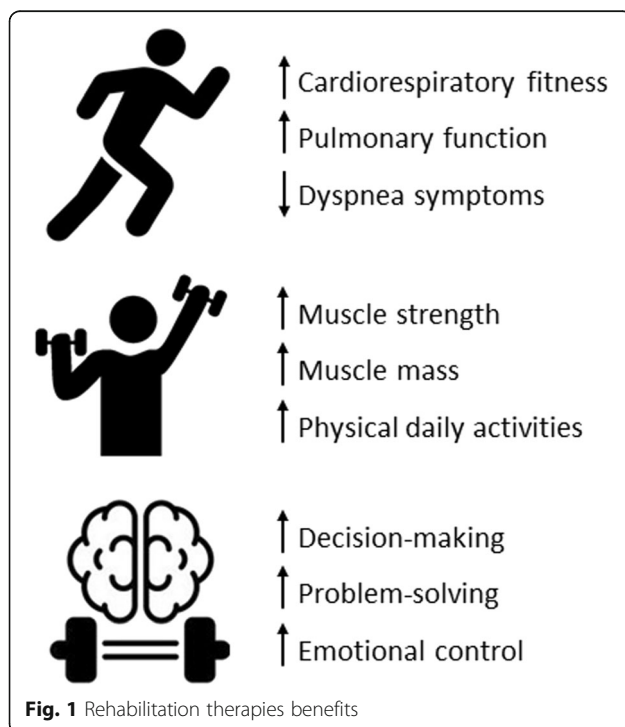 Cardiorespiratory fitness
Pulmonary function
Dyspnea symptoms
Muscle strength
Muscle mass
Physical daily activities
Decision-making
Problem-solving
Emotional control
Fig. 1 Rehabilitation therapies benefits